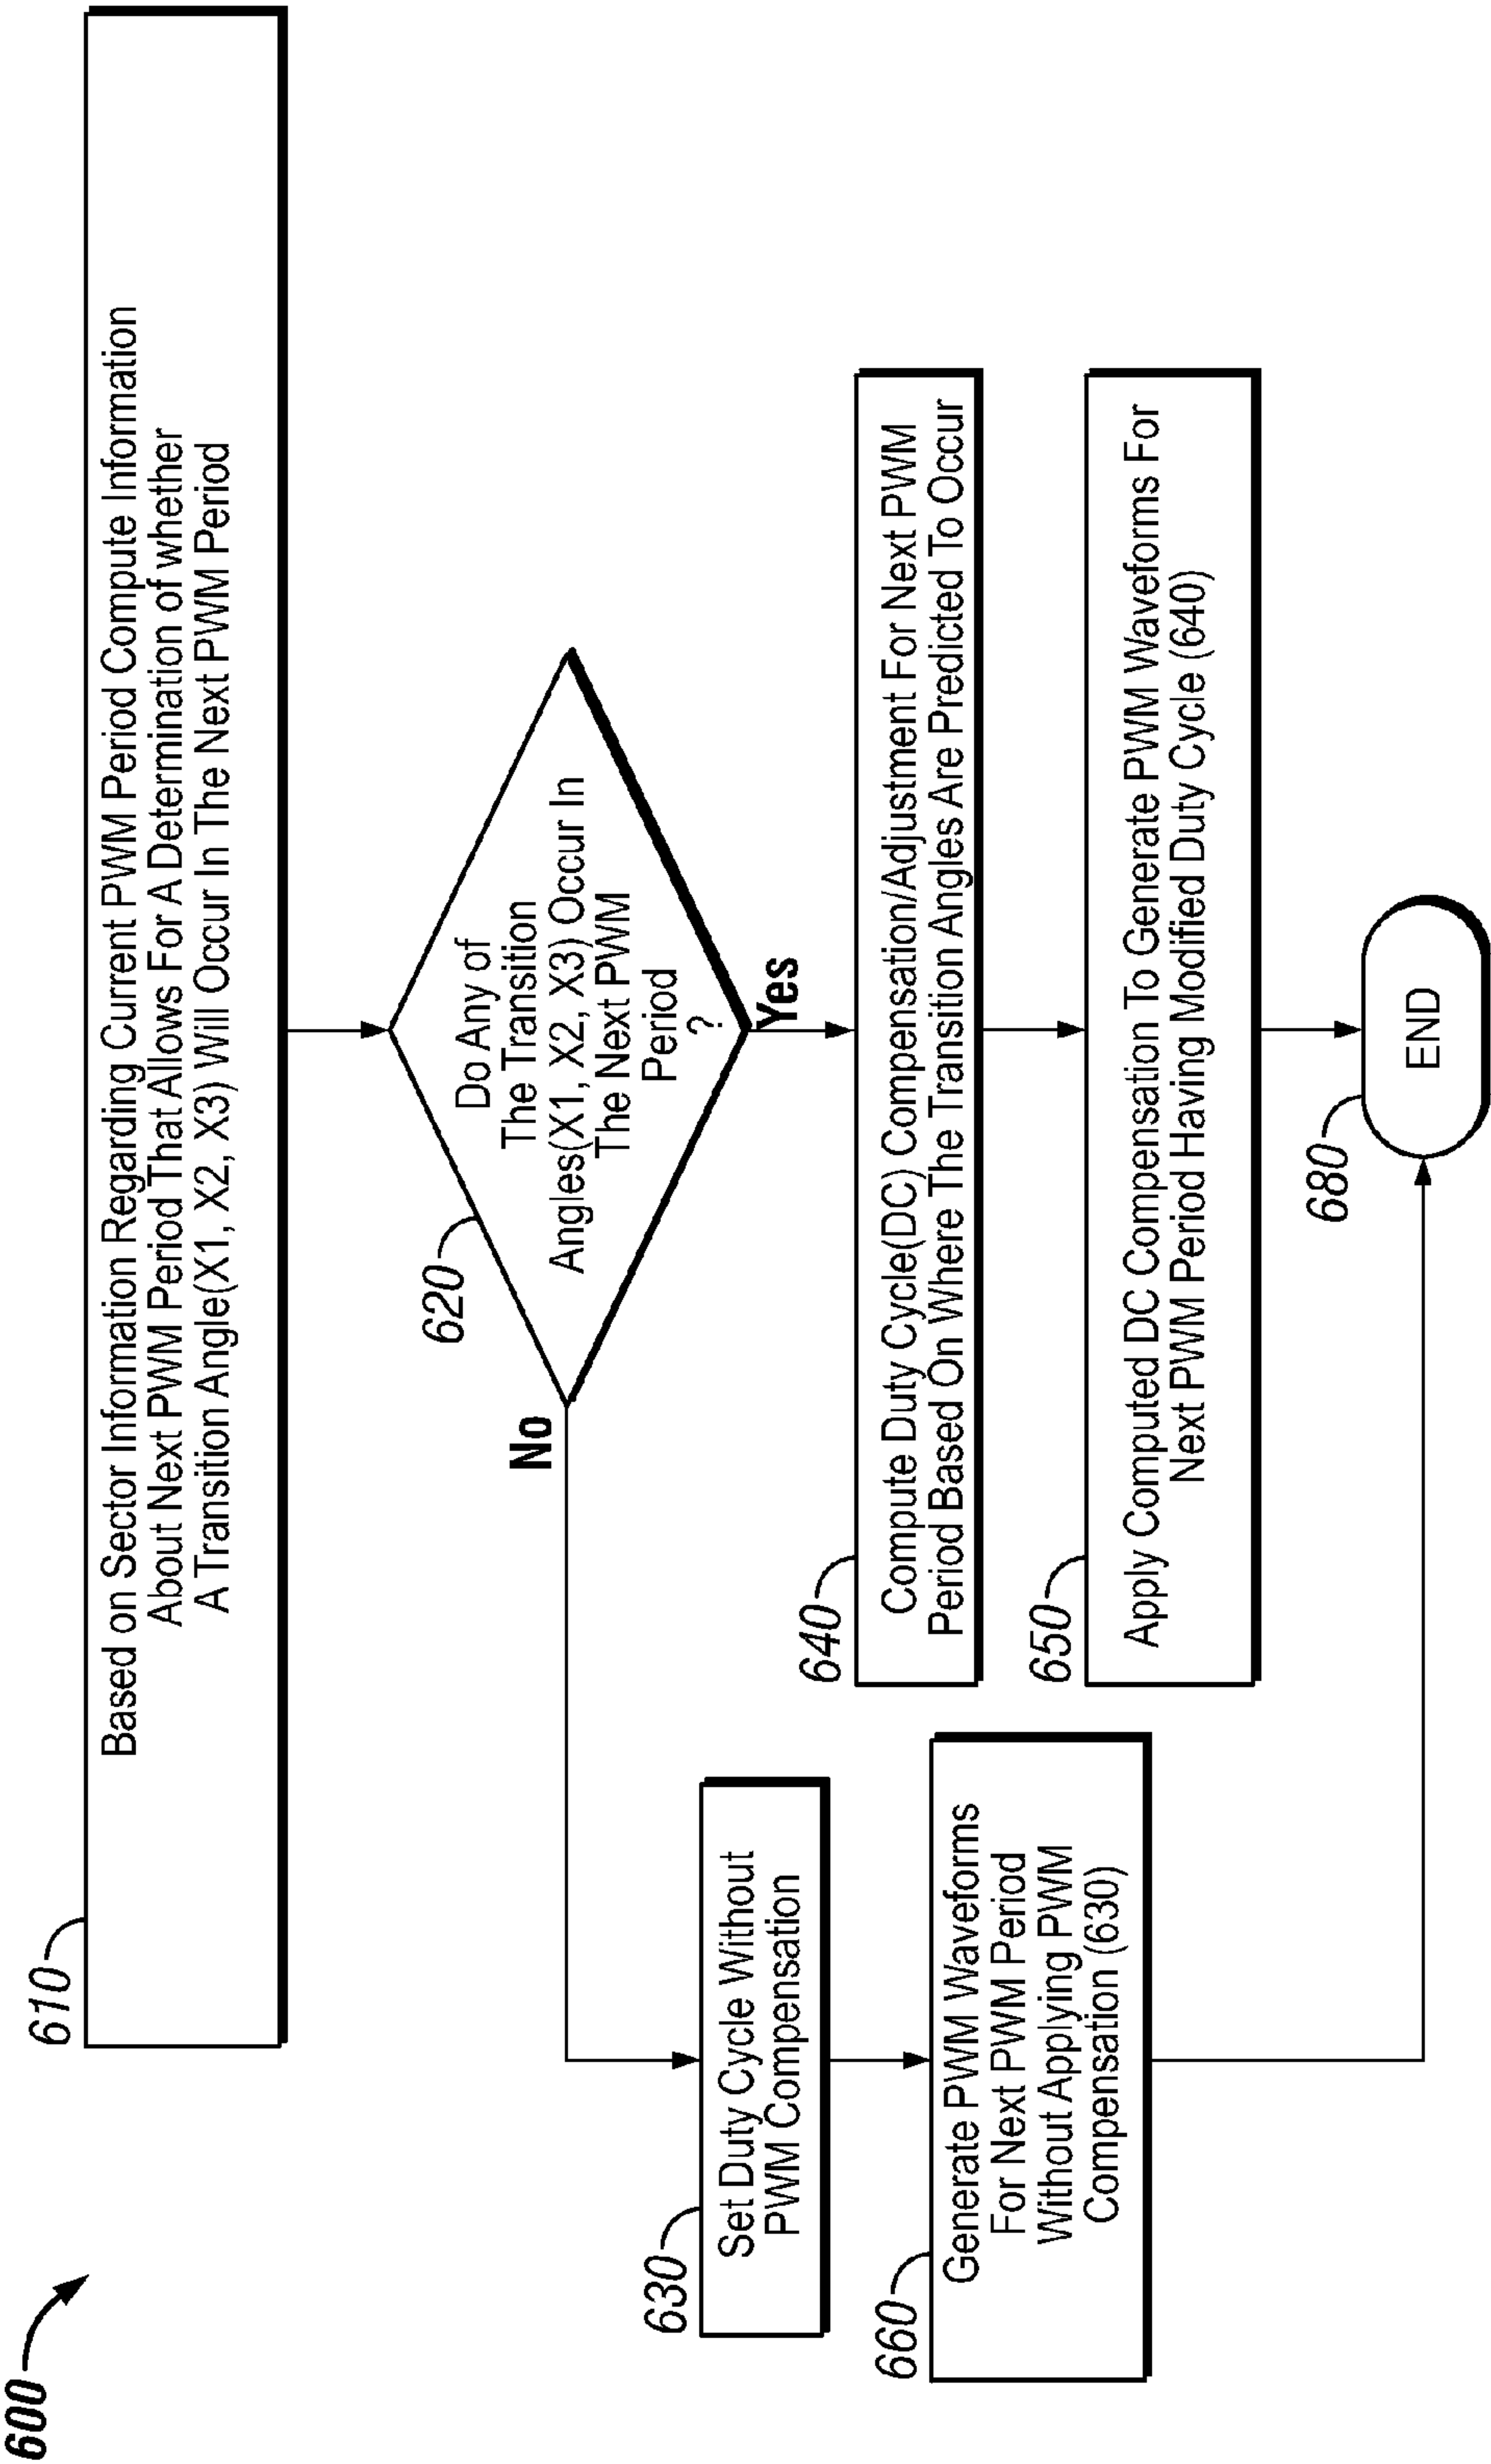 600
610
Based on Sector Information Regarding Current PWM Period Compute Information
About Next PWM Period That Allows For A Determination of whether
A Transition Angle(X1, X2, X3) Will Occur In The Next PWM Period
620
Do Any of
The Transition
Angles(X1, X2, X3) Occur In
The Next PWM
Period
?
No
Yes
630
Set Duty Cycle Without
PWM Compensation
640
Compute Duty Cycle(DC) Compensation/Adjustment For Next PWM
Period Based On Where The Transition Angles Are Predicted To Occur
660
Generate PWM Waveforms
For Next PWM Period
Without Applying PWM
Compensation (630)
650
Apply Computed DC Compensation To Generate PWM Waveforms For
Next PWM Period Having Modified Duty Cycle (640)
680
END